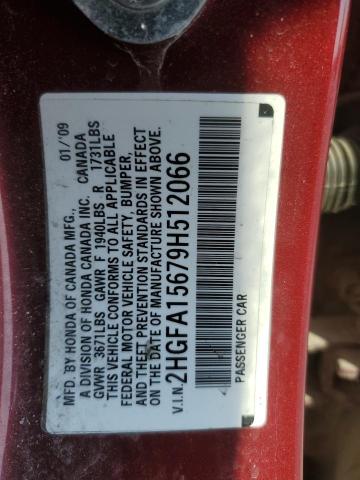 MFD. BY HONDA OF CANADA MFG., 01/'09
A DIVISION OF HONDA CANADA INC. CANADA
GVWR 3671LBS GAWR F 1940LBS R 1731LBS
THIS VEHICLE CONFORMS TO ALL APPLICABLE
FEDERAL MOTOR VEHICLE SAFETY, BUMPER,
AND THEFT PREVENTION STANDARDS IN EFFECT
ON THE DATE OF MANUFACTURE SHOWN ABOVE.
V.I.N. 2HGFA15679H512066
PASSENGER CAR